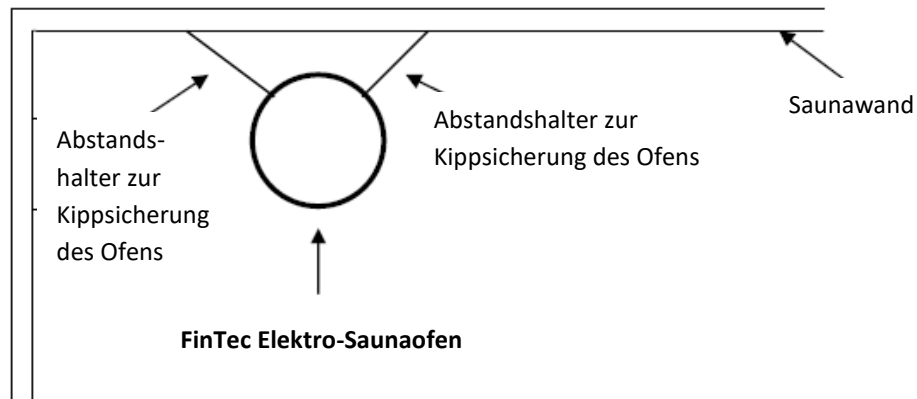 Abstands-
halter zur
Kippsicherung
des Ofens
Abstandshalter zur
Kippsicherung des Ofens
Saunawand
FinTec Elektro-Saunaofen